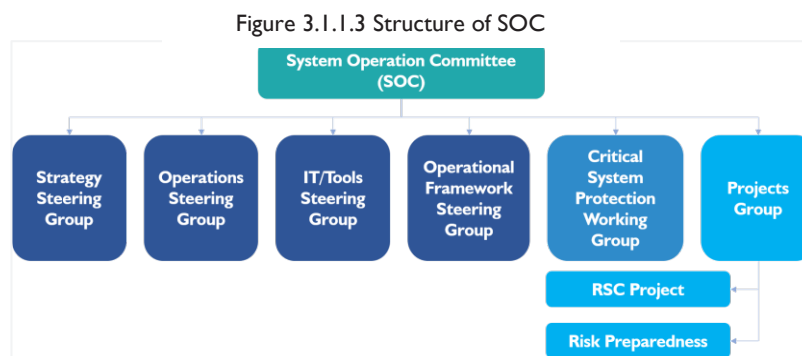 Figure 3.1.1.3 Structure of SOC
System Operation Committee
(SOC)
Strategy
Steering
Group
Operations
Steering
Group
IT/Tools
Steering
Group
Operational
Framework
Steering
Group
Critical
System
Protection
Working
Group
Projects
Group
RSC Project
Risk Preparedness